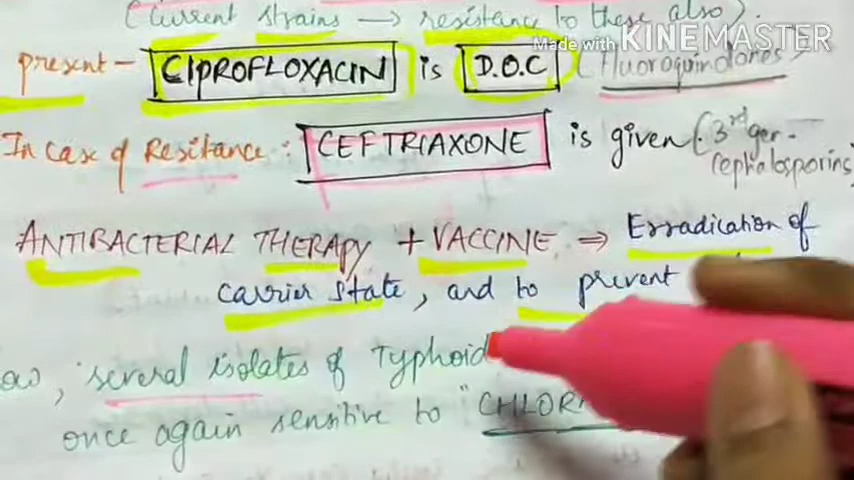 (Current strains → resistance to these also).
Made with KINEMASTER
present - CIPROFLOXACIN is D.O.C (fluoroquinolones)
In Case of Resitance : CEFTRIAXONE is given (3rd gen.
cephalosporins)
ANTIBACTERIAL THERAPY + VACCINE ⇒ Erradication of
carrier state, and to prevent
several isolates of Typhoid
once again sensitive to "CHLOR